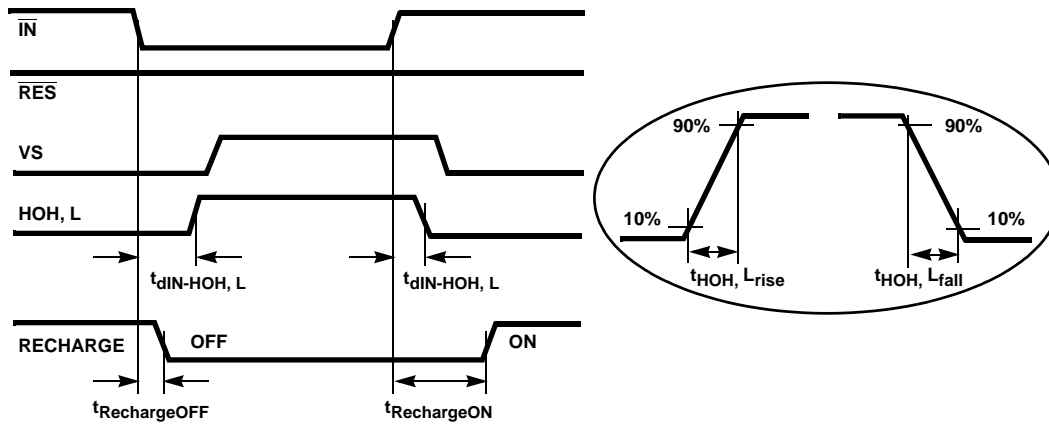 IN
RES
VS
HOH, L
tdIN-HOH, L
tdIN-HOH, L
RECHARGE
OFF
ON
tRechargeOFF
tRechargeON
90%
90%
10%
10%
tHOH, Lrise
tHOH, Lfall